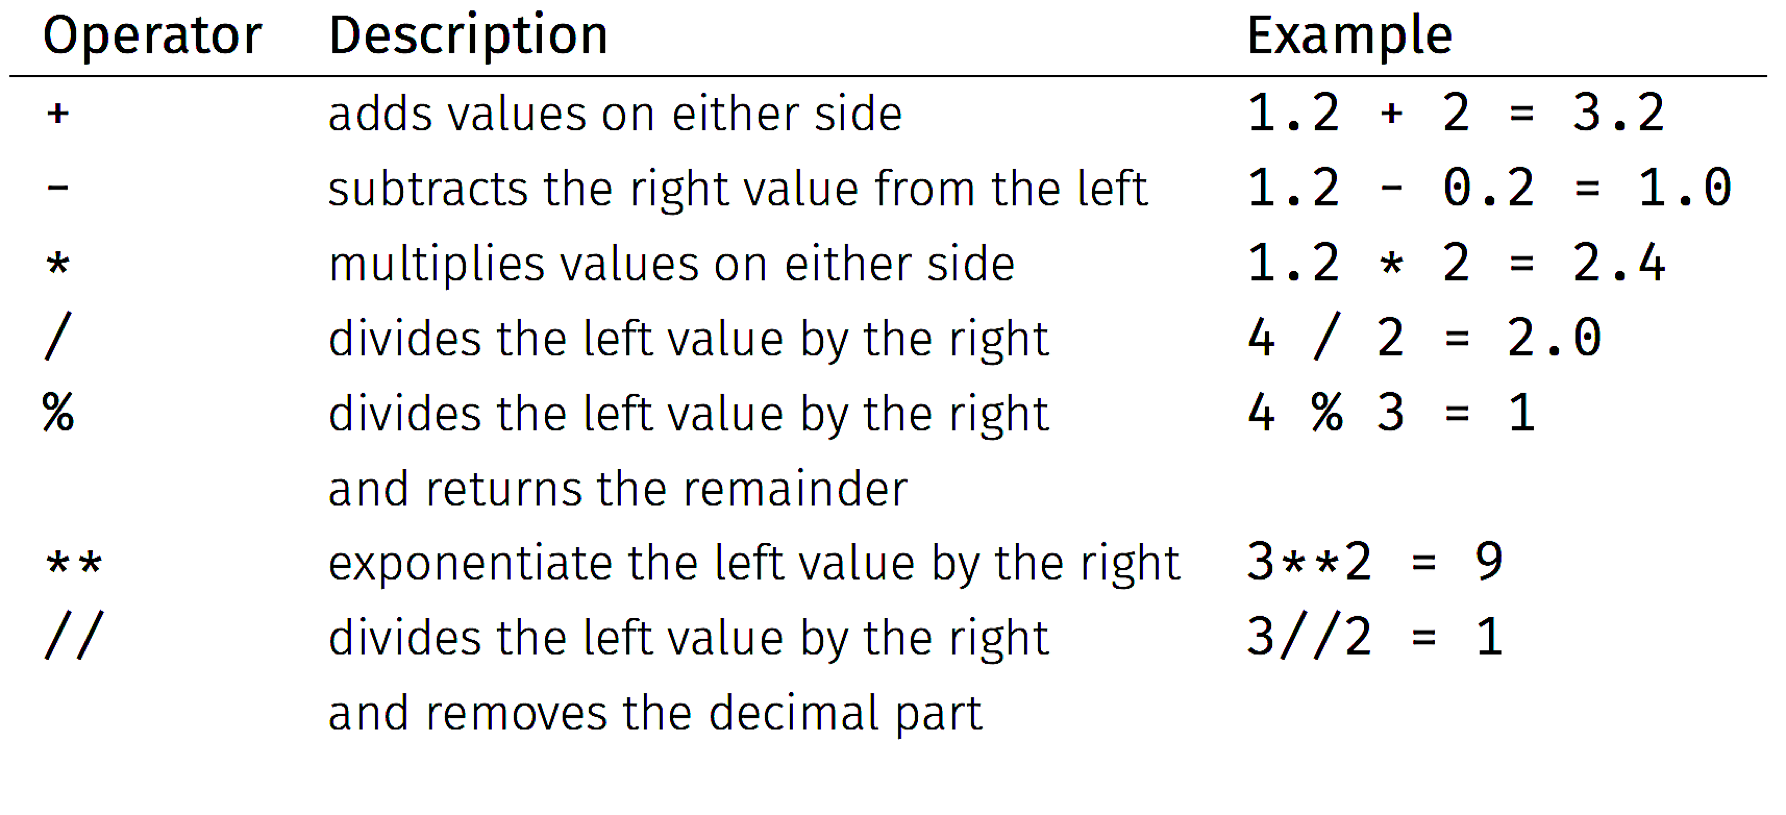 Operator Description Example
+ adds values on either side 1.2 + 2 = 3.2
- subtracts the right value from the left 1.2 - 0.2 = 1.0
* multiplies values on either side 1.2 * 2 = 2.4
/ divides the left value by the right 4 / 2 = 2.0
% divides the left value by the right 4 % 3 = 1
and returns the remainder
** exponentiate the left value by the right 3**2 = 9
// divides the left value by the right 3//2 = 1
and removes the decimal part